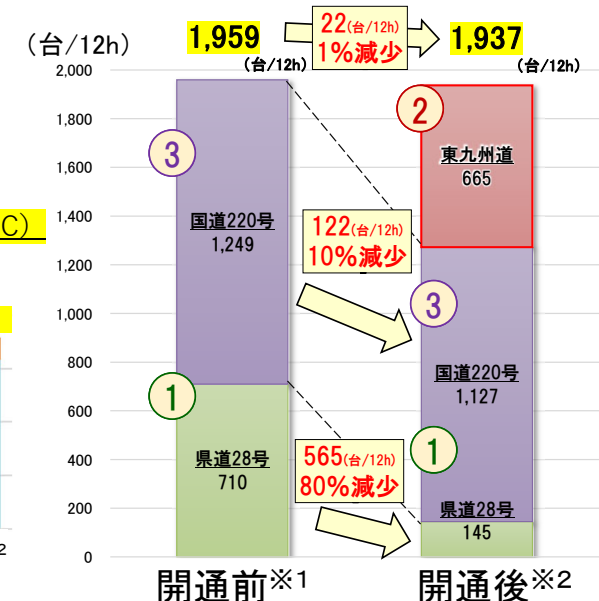 (台/12h)
1,959
(台/12h)
22(台/12h)
1%減少
1,937
(台/12h)
2,000
1,800
1,600
1,400
1,200
1,000
800
600
400
200
0
C)
2
③
国道220号
1,249
①
県道28号
710
122(台/12h)
10%減少
565(台/12h)
80%減少
②
東九州道
665
③
国道220号
1,127
①
県道28号
145
開通前※1
開通後※2